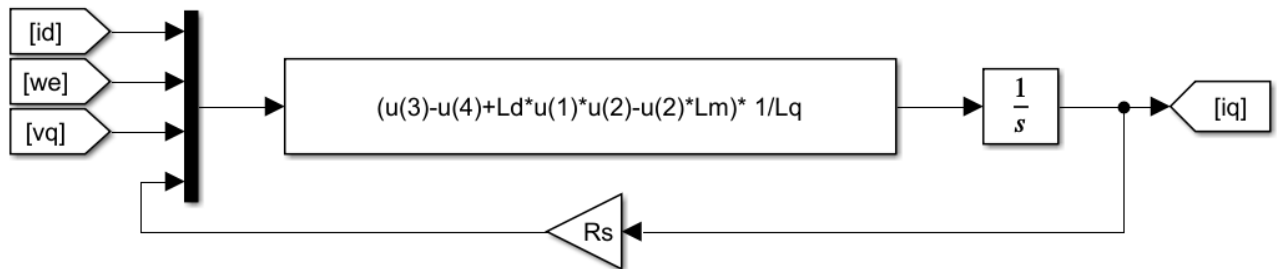 [id]
[we]
[vq]
(u(3)-u(4)+Ld*u(1)*u(2)-u(2)*Lm)* 1/Lq
1
s
[iq]
Rs